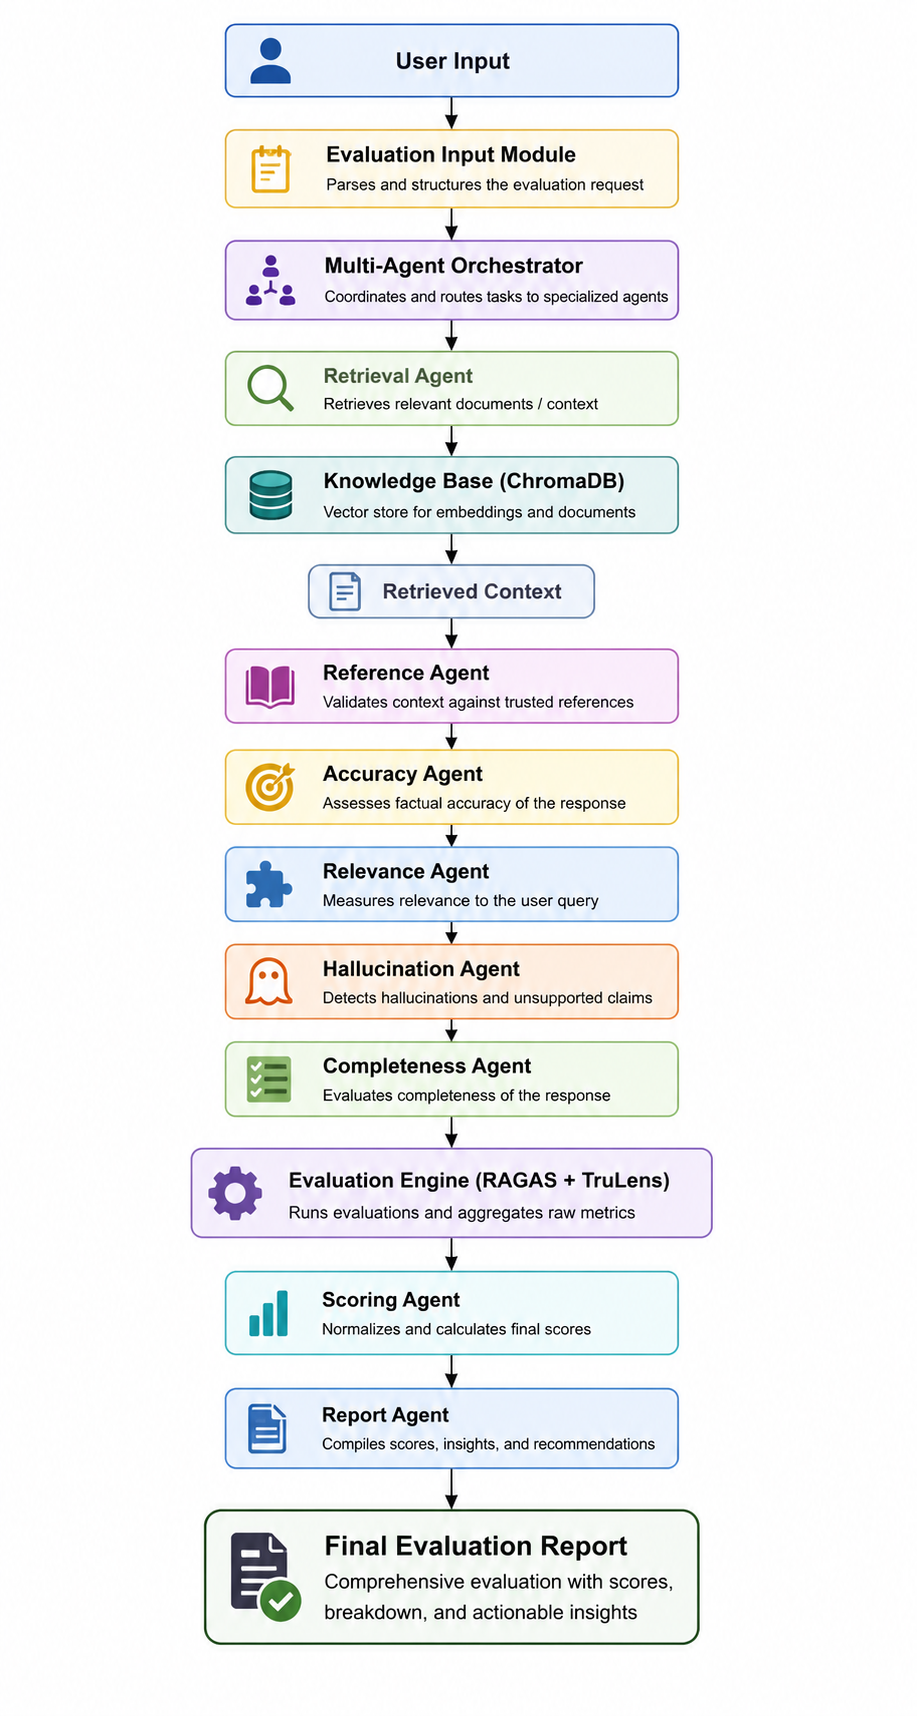 User Input
Evaluation Input Module
Parses and structures the evaluation request
Multi-Agent Orchestrator
Coordinates and routes tasks to specialized agents
Retrieval Agent
Retrieves relevant documents / context
Knowledge Base (ChromaDB)
Vector store for embeddings and documents
Retrieved Context
Reference Agent
Validates context against trusted references
Accuracy Agent
Assesses factual accuracy of the response
Relevance Agent
Measures relevance to the user query
Hallucination Agent
Detects hallucinations and unsupported claims
Completeness Agent
Evaluates completeness of the response
Evaluation Engine (RAGAS + TruLens)
Runs evaluations and aggregates raw metrics
Scoring Agent
Normalizes and calculates final scores
Report Agent
Compiles scores, insights, and recommendations
Final Evaluation Report
Comprehensive evaluation with scores,
breakdown, and actionable insights